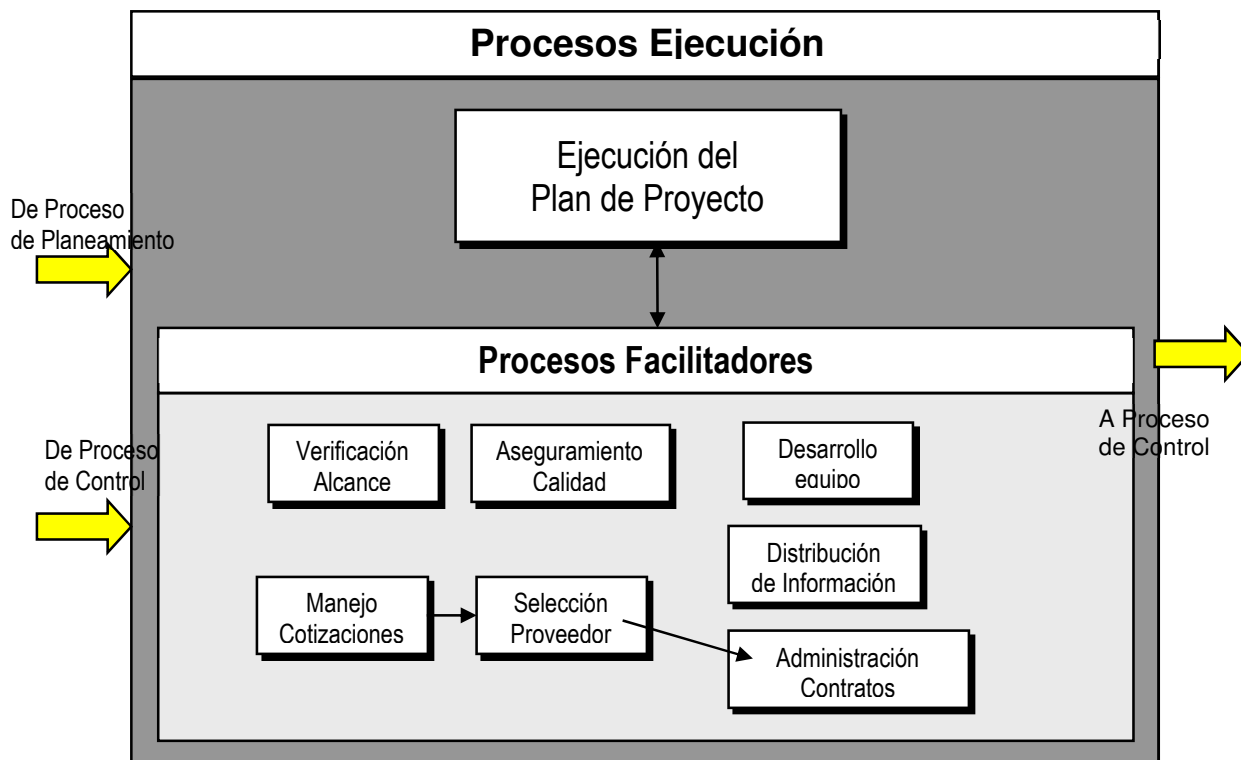 Procesos Ejecución
Ejecución del
Plan de Proyecto
De Proceso
de Planeamiento
Procesos Facilitadores
A Proceso
de Control
De Proceso
de Control
Verificación
Alcance
Aseguramiento
Calidad
Desarrollo
equipo
Distribución
de Información
Manejo
Cotizaciones
Selección
Proveedor
Administración
Contratos